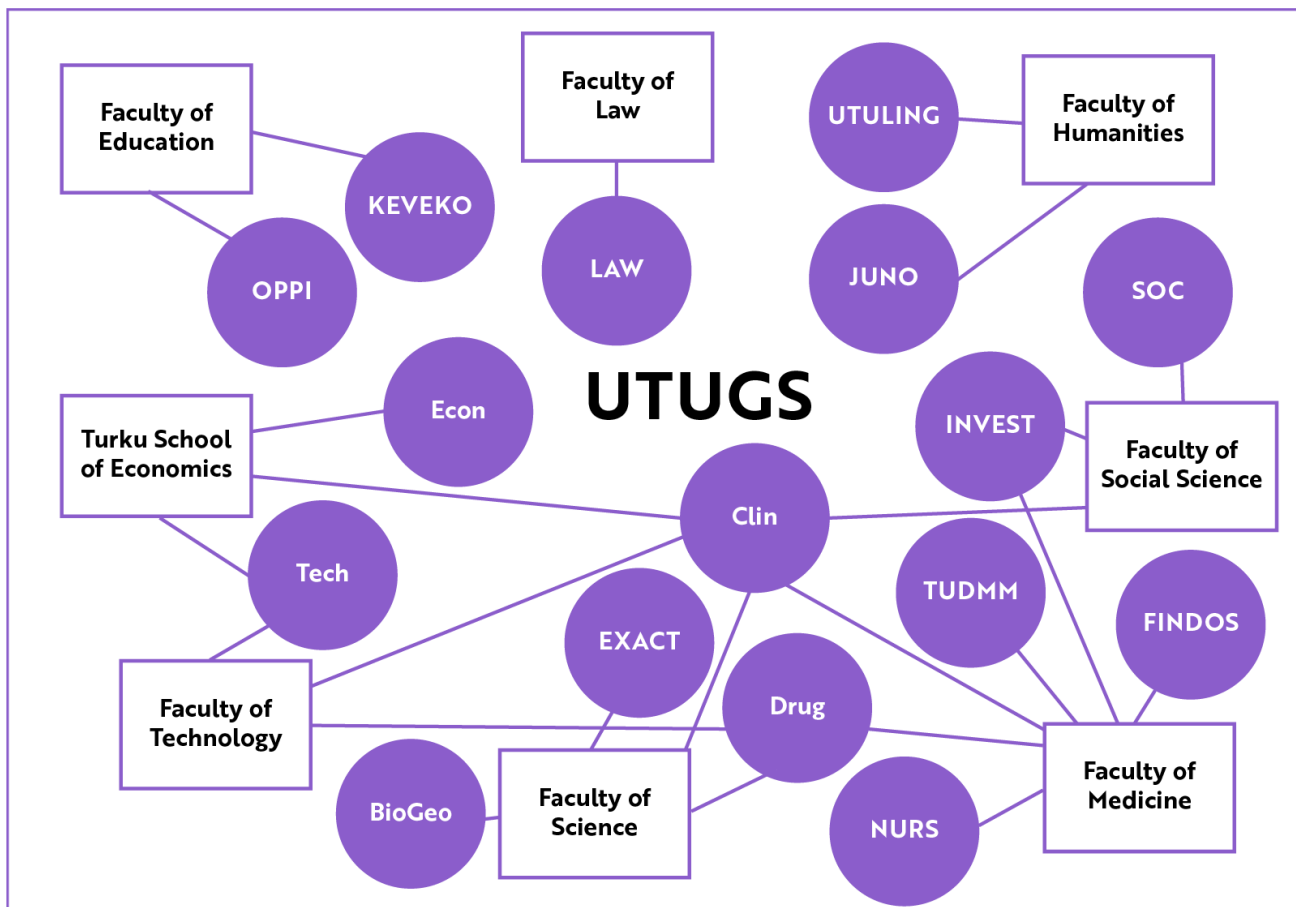 Faculty of
Education
KEVEKO
OPPI
Faculty of
Law
LAW
UTULING
Faculty of
Humanities
JUNO
SOC
UTUGS
Econ
Turku School
of Economics
INVEST
Faculty of
Social Science
Clin
Tech
TUDMM
FINDOS
EXACT
Drug
Faculty of
Technology
BioGeo
Faculty of
Science
NURS
Faculty of
Medicine